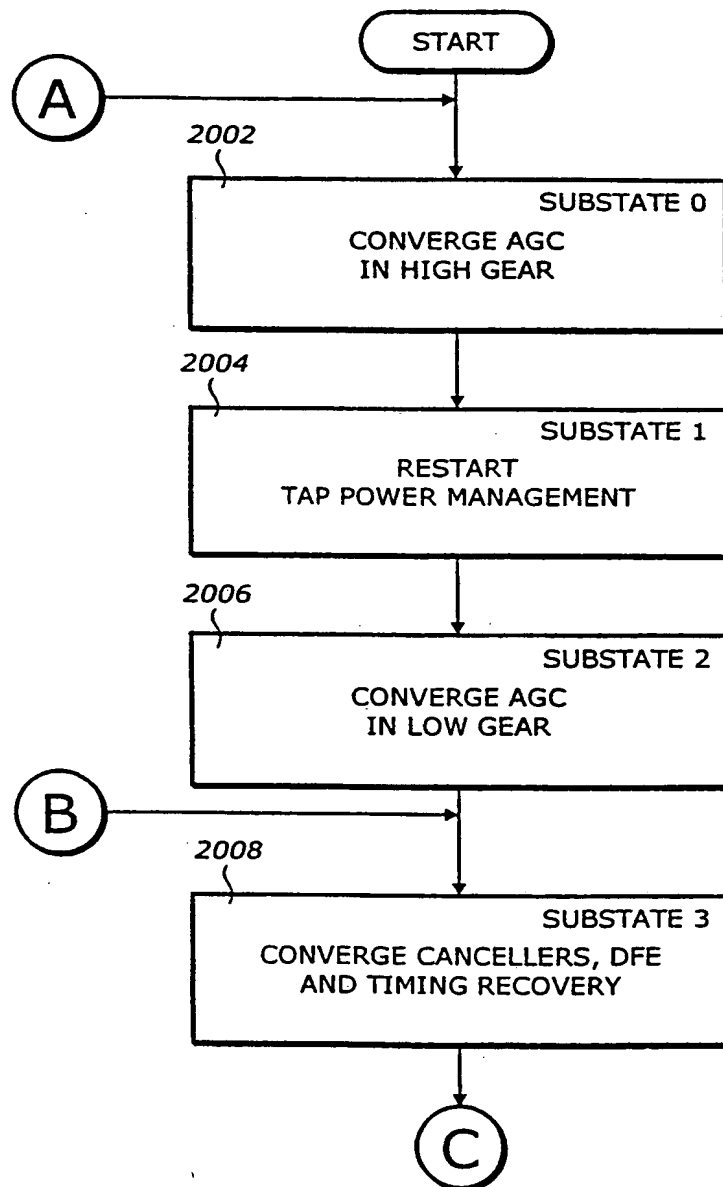 START
A
2002
SUBSTATE 0
CONVERGE AGC
IN HIGH GEAR
2004
SUBSTATE 1
RESTART
TAP POWER MANAGEMENT
2006
SUBSTATE 2
CONVERGE AGC
IN LOW GEAR
B
2008
SUBSTATE 3
CONVERGE CANCELLERS, DFE
AND TIMING RECOVERY
C